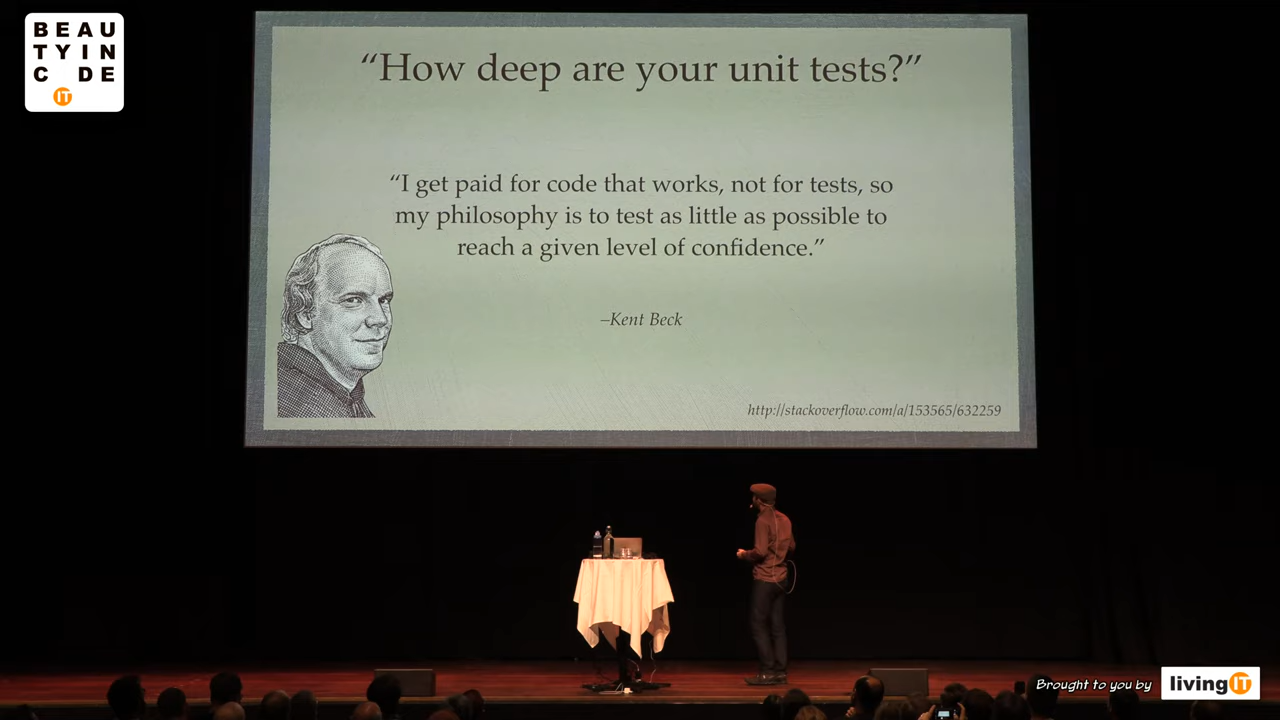 BEAU
TYIN
C DE
IT
“How deep are your unit tests?”
“I get paid for code that works, not for tests, so
my philosophy is to test as little as possible to
reach a given level of confidence.”
–Kent Beck
http://stackoverflow.com/a/153565/632259
Brought to you by
livingIT